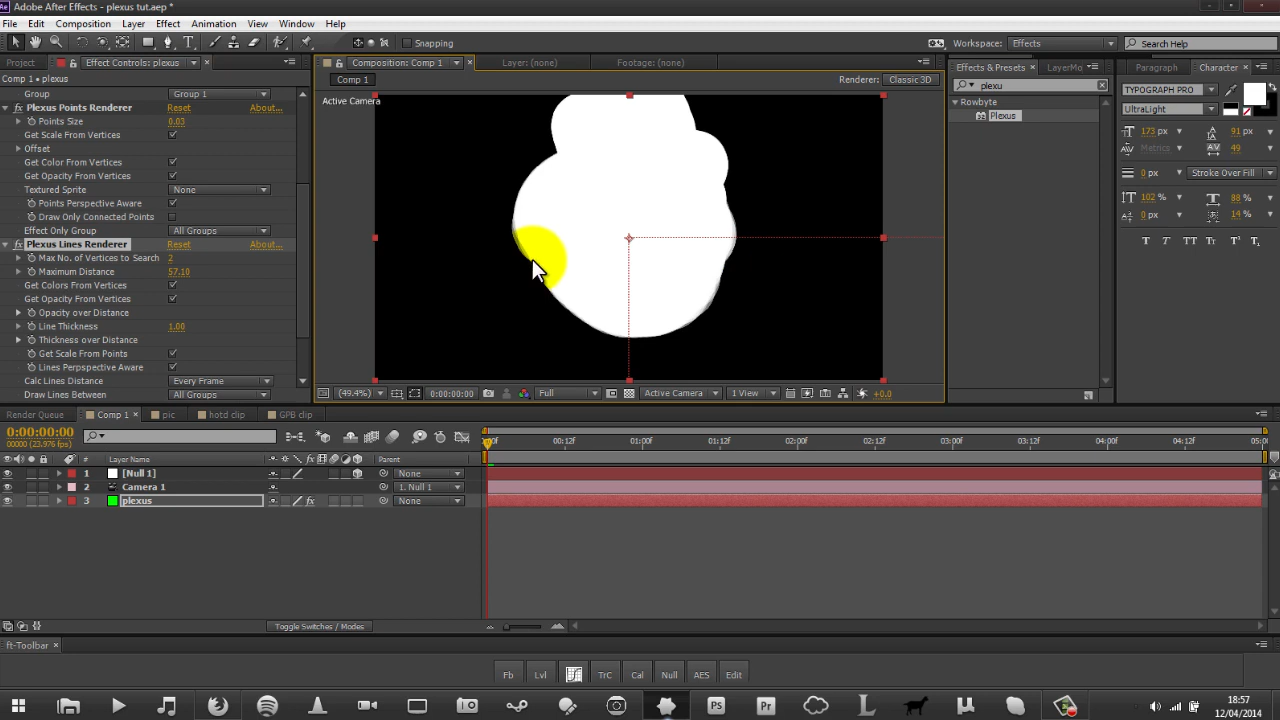 Adobe After Effects - plexus tut.aep *
File Edit Composition Layer Effect Animation View Window Help
Snapping
Workspace: Effects
Search Help
Project
Effect Controls: plexus
Composition: Comp 1
Layer: (none)
Footage: (none)
Effects & Presets
LayerMo
Paragraph
Character
Comp 1 • plexus
Comp 1
Renderer: Classic 3D
plexu
Group Group 1
Active Camera
Rowbyte
TYPOGRAPH PRO
Plexus Points Renderer Reset About...
Plexus
UltraLight
Points Size 0.03
Get Scale From Vertices
173 px 91 px
Offset
Metrics 49
Get Color From Vertices
Get Opacity From Vertices
0 px Stroke Over Fill
Textured Sprite None
Points Perspective Aware
102 % 88 %
Draw Only Connected Points
0 px 14 %
Effect Only Group All Groups
T T TT Tt T¹ T₁
Plexus Lines Renderer Reset About...
Max No. of Vertices to Search 2
Maximum Distance 57.10
Get Colors From Vertices
Get Opacity From Vertices
Opacity over Distance
Line Thickness 1.00
Thickness over Distance
Get Scale From Points
Lines Perpspective Aware
Calc Lines Distance Every Frame
Draw Lines Between All Groups
(49.4%) 0:00:00:00 Full Active Camera 1 View +0.0
Render Queue Comp 1 × pic hotd clip GPB clip
0:00:00:00
00000 (23.976 fps)
:00f 00:12f 01:00f 01:12f 02:00f 02:12f 03:00f 03:12f 04:00f 04:12f 05:00f
# Layer Name Parent
1 [Null 1] None
2 Camera 1 1. Null 1
3 plexus None
Toggle Switches / Modes
ft-Toolbar ×
Fb Lvl TrC Cal Null AES Edit
PS Pr
18:57
12/04/2014